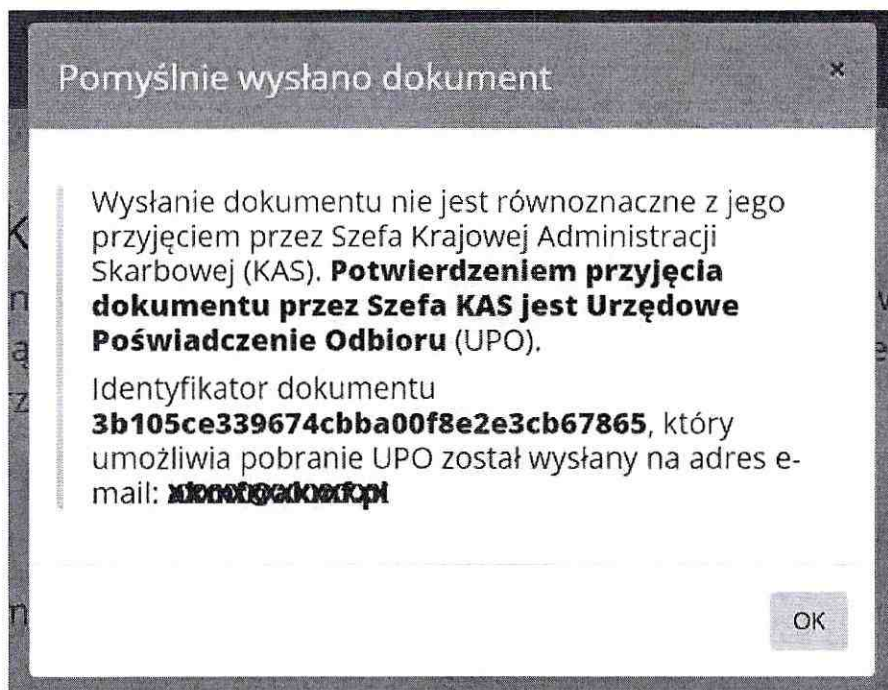 Pomyślnie wysłano dokument ×
Wysłanie dokumentu nie jest równoznaczne z jego
przyjęciem przez Szefa Krajowej Administracji
Skarbowej (KAS). Potwierdzeniem przyjęcia
dokumentu przez Szefa KAS jest Urzędowe
Poświadczenie Odbioru (UPO).
Identyfikator dokumentu
3b105ce339674cbba00f8e2e3cb67865, który
umożliwia pobranie UPO został wysłany na adres e-
mail:
OK